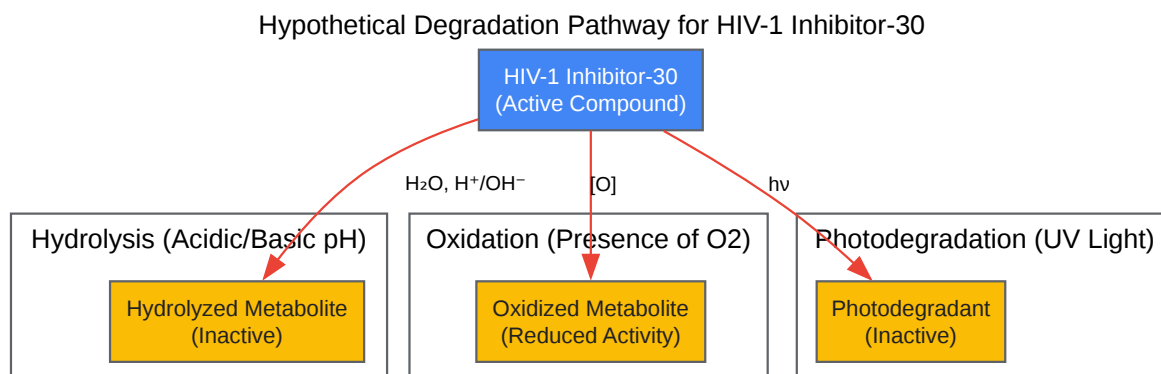 Hypothetical Degradation Pathway for HIV-1 Inhibitor-30
HIV-1 Inhibitor-30
(Active Compound)
H₂O, H⁺/OH⁻
[O]
hν
Hydrolysis (Acidic/Basic pH)
Oxidation (Presence of O2)
Photodegradation (UV Light)
Hydrolyzed Metabolite
(Inactive)
Oxidized Metabolite
(Reduced Activity)
Photodegradant
(Inactive)